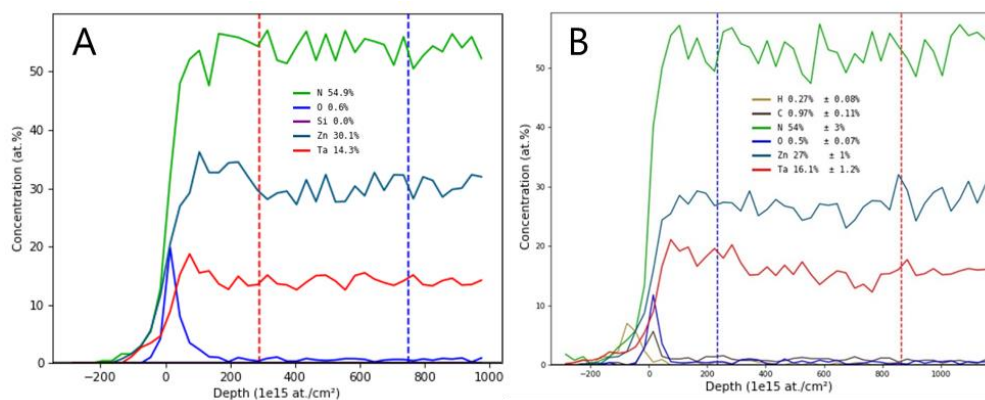 A
Concentration (at.%)
50
40
30
20
10
0
N 54.9%
O 0.6%
Si 0.0%
Zn 30.1%
Ta 14.3%
−200 0 200 400 600 800 1000
Depth (1e15 at./cm²)
B
Concentration (at.%)
50
40
30
20
10
0
H 0.27% ± 0.08%
C 0.97% ± 0.11%
N 54% ± 3%
O 0.5% ± 0.07%
Zn 27% ± 1%
Ta 16.1% ± 1.2%
−200 0 200 400 600 800 1000
Depth (1e15 at./cm²)